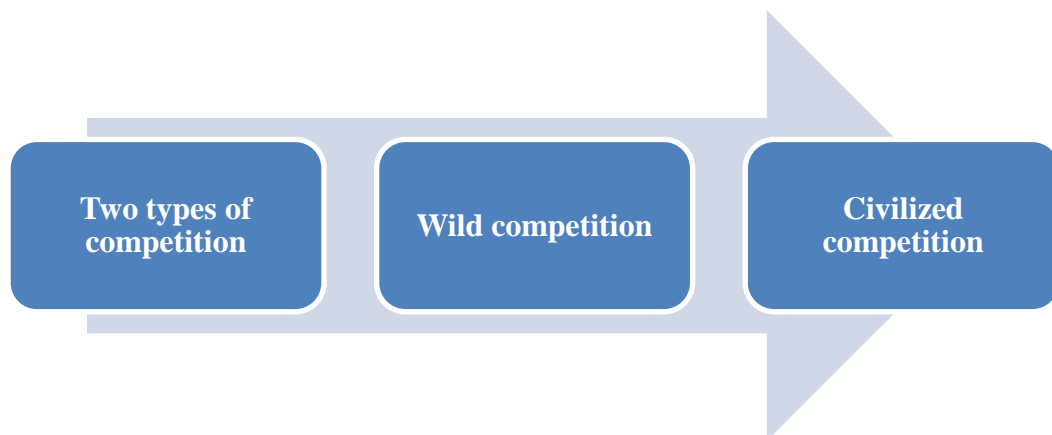 Two types of
competition
Wild competition
Civilized
competition